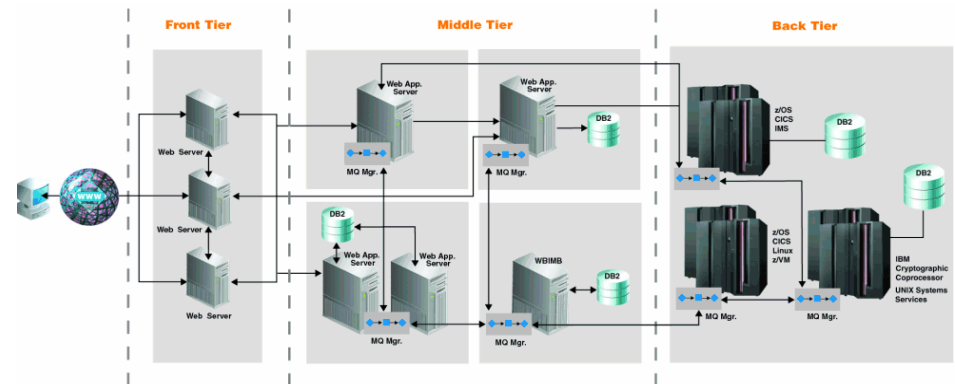 Front Tier
Middle Tier
Back Tier
Web Server
Web Server
Web Server
WWW
Web App.
Server
MQ Mgr.
Web App.
Server
DB2
MQ Mgr.
DB2
Web App.
Server
Web App.
Server
MQ Mgr.
WBIMB
DB2
MQ Mgr.
z/OS
CICS
IMS
DB2
z/OS
CICS
Linux
z/VM
MQ Mgr.
MQ Mgr.
DB2
IBM
Cryptographic
Coprocessor
UNIX Systems
Services